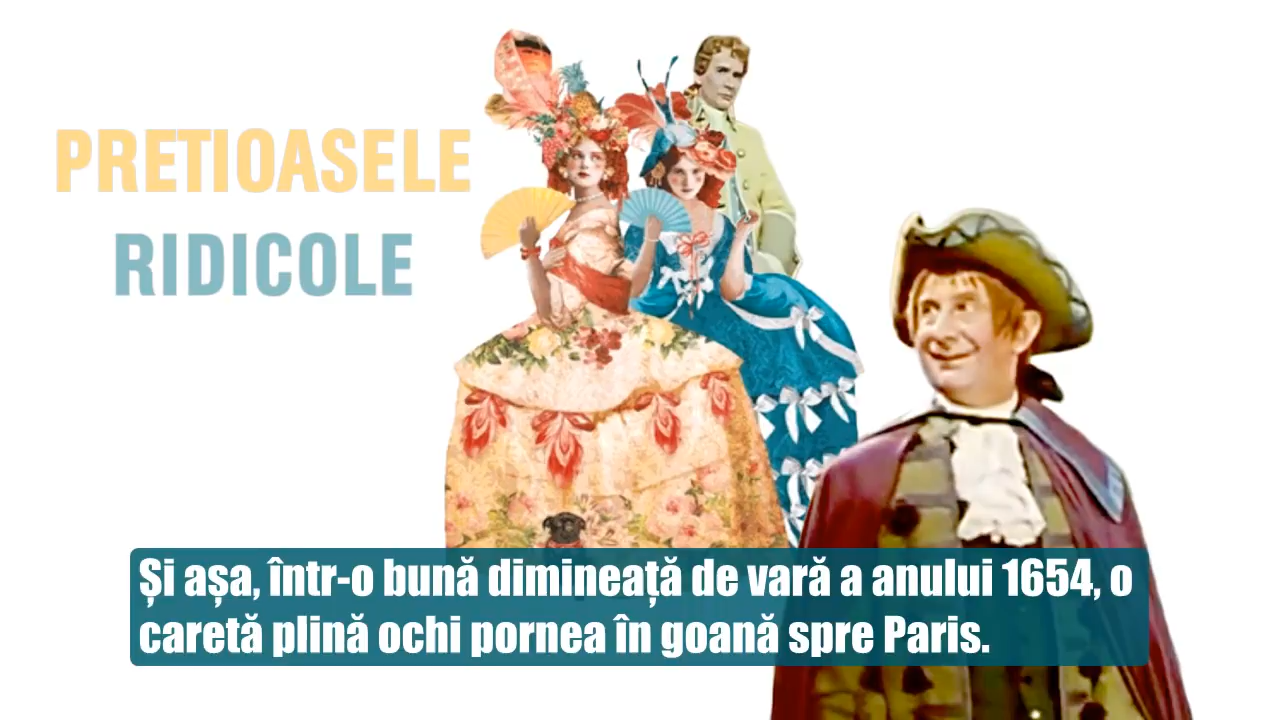 PRETIOASELE
RIDICOLE
Și așa, într-o bună dimineață de vară a anului 1654, o
caretă plină ochi pornea în goană spre Paris.